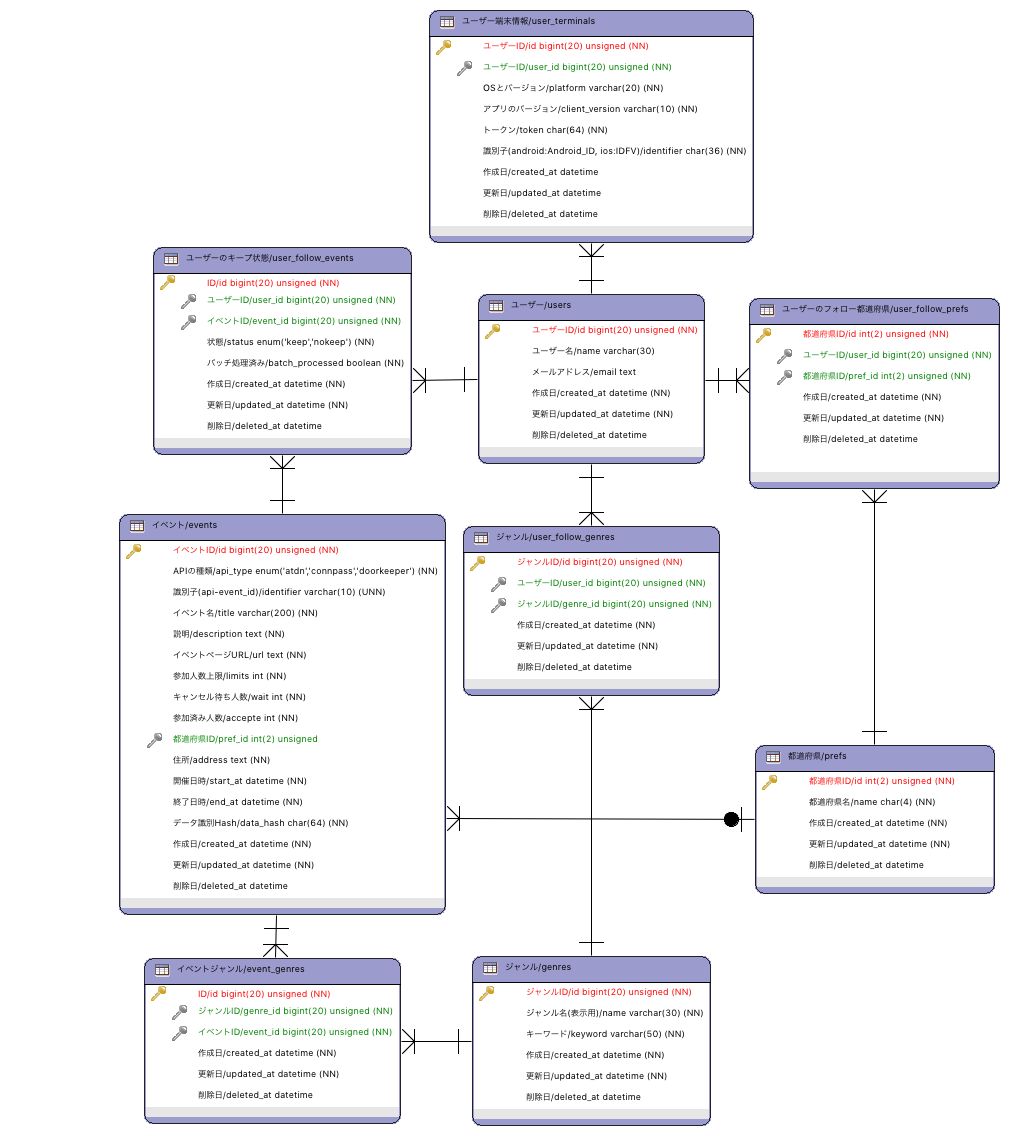 ユーザー端末情報/user_terminals
ユーザーID/id bigint(20) unsigned (NN)
ユーザーID/user_id bigint(20) unsigned (NN)
OSとバージョン/platform varchar(20) (NN)
アプリのバージョン/client_version varchar(10) (NN)
トークン/token char(64) (NN)
識別子(android:Android_ID, ios:IDFV)/identifier char(36) (NN)
作成日/created_at datetime
更新日/updated_at datetime
削除日/deleted_at datetime
ユーザーのキープ状態/user_follow_events
ID/id bigint(20) unsigned (NN)
ユーザーID/user_id bigint(20) unsigned (NN)
イベントID/event_id bigint(20) unsigned (NN)
状態/status enum('keep','nokeep') (NN)
バッチ処理済み/batch_processed boolean (NN)
作成日/created_at datetime (NN)
更新日/updated_at datetime (NN)
削除日/deleted_at datetime
ユーザー/users
ユーザーID/id bigint(20) unsigned (NN)
ユーザー名/name varchar(30)
メールアドレス/email text
作成日/created_at datetime (NN)
更新日/updated_at datetime (NN)
削除日/deleted_at datetime
ユーザーのフォロー都道府県/user_follow_prefs
都道府県ID/id int(2) unsigned (NN)
ユーザーID/user_id bigint(20) unsigned (NN)
都道府県ID/pref_id int(2) unsigned (NN)
作成日/created_at datetime (NN)
更新日/updated_at datetime (NN)
削除日/deleted_at datetime
イベント/events
イベントID/id bigint(20) unsigned (NN)
APIの種類/api_type enum('atdn','connpass','doorkeeper') (NN)
識別子(api-event_id)/identifier varchar(10) (UNN)
イベント名/title varchar(200) (NN)
説明/description text (NN)
イベントページURL/url text (NN)
参加人数上限/limits int (NN)
キャンセル待ち人数/wait int (NN)
参加済み人数/accepte int (NN)
都道府県ID/pref_id int(2) unsigned
住所/address text (NN)
開催日時/start_at datetime (NN)
終了日時/end_at datetime (NN)
データ識別Hash/data_hash char(64) (NN)
作成日/created_at datetime (NN)
更新日/updated_at datetime (NN)
削除日/deleted_at datetime
ジャンル/user_follow_genres
ジャンルID/id bigint(20) unsigned (NN)
ユーザーID/user_id bigint(20) unsigned (NN)
ジャンルID/genre_id bigint(20) unsigned (NN)
作成日/created_at datetime (NN)
更新日/updated_at datetime (NN)
削除日/deleted_at datetime
都道府県/prefs
都道府県ID/id int(2) unsigned (NN)
都道府県名/name char(4) (NN)
作成日/created_at datetime (NN)
更新日/updated_at datetime (NN)
削除日/deleted_at datetime
イベントジャンル/event_genres
ID/id bigint(20) unsigned (NN)
ジャンルID/genre_id bigint(20) unsigned (NN)
イベントID/event_id bigint(20) unsigned (NN)
作成日/created_at datetime (NN)
更新日/updated_at datetime (NN)
削除日/deleted_at datetime
ジャンル/genres
ジャンルID/id bigint(20) unsigned (NN)
ジャンル名(表示用)/name varchar(30) (NN)
キーワード/keyword varchar(50) (NN)
作成日/created_at datetime (NN)
更新日/updated_at datetime (NN)
削除日/deleted_at datetime